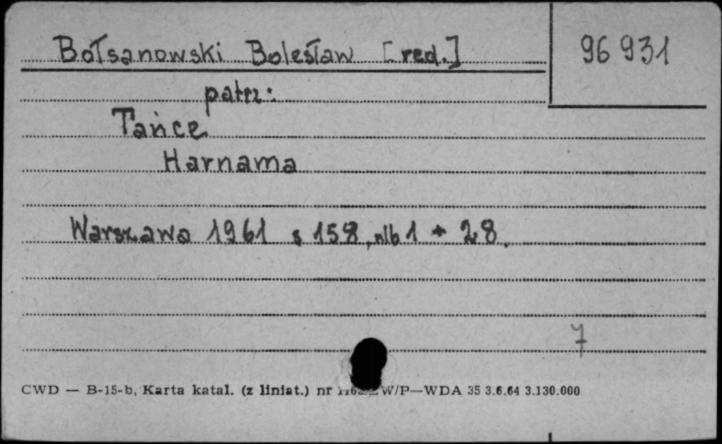 Bołsanowski Bolesław [red.]
96 931
patrz:
Tańce
Harnama
Warszawa 1961 s 158, nlb 1 + 28.
7
CWD — B-15-b, Karta katal. (z liniat.) nr W/P—WDA 35 3.6.64 3.130.000